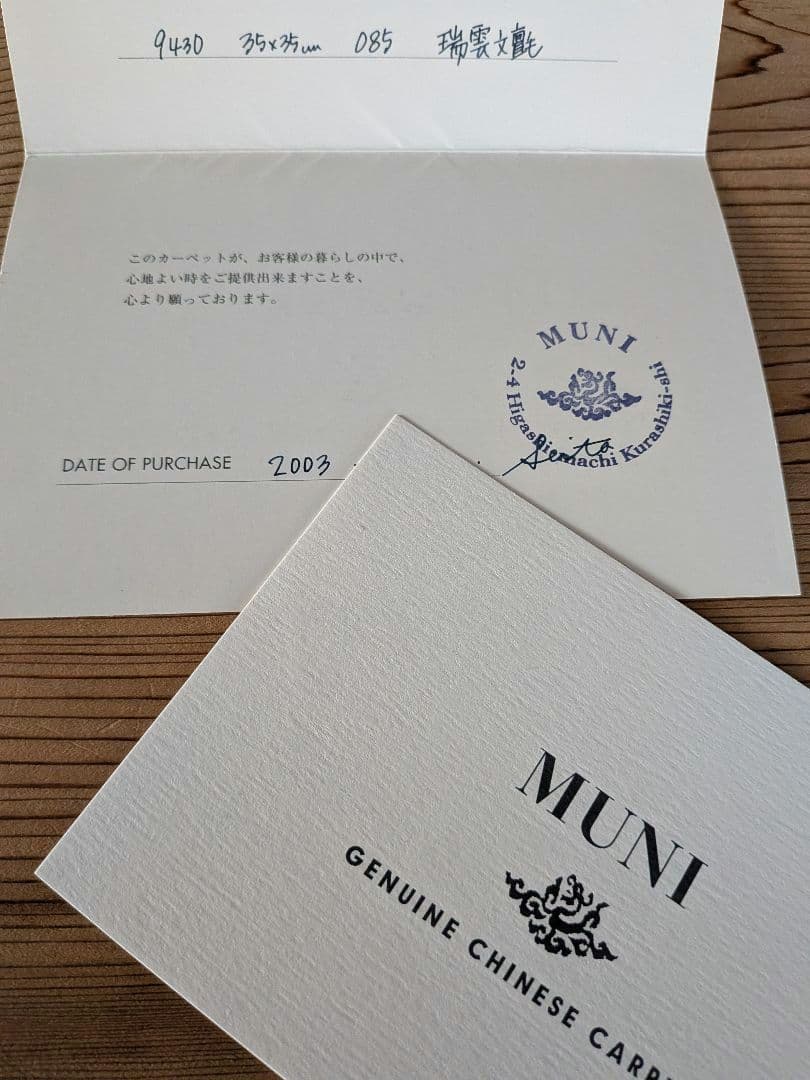 9430 35×35cm 085 瑞雲文氈
このカーペットが、お客様の暮らしの中で、
心地よい時をご提供出来ますことを、
心より願っております。
MUNI
2-4 Higashi machi Kurashiki-shi
DATE OF PURCHASE 2003
MUNI
GENUINE CHINESE CARP